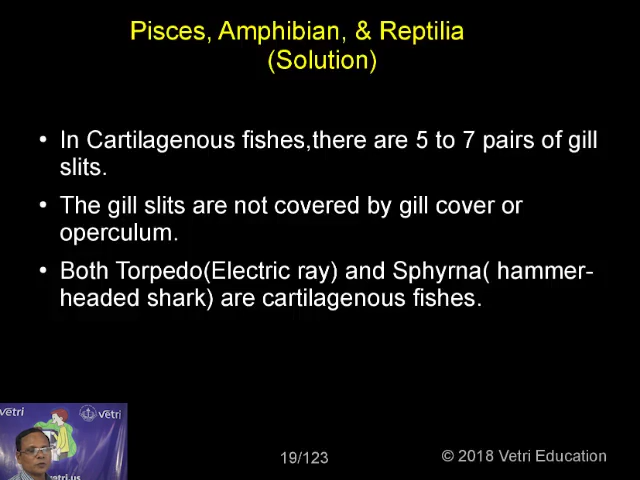 Pisces, Amphibian, & Reptilia
(Solution)
• In Cartilagenous fishes,there are 5 to 7 pairs of gill
slits.
• The gill slits are not covered by gill cover or
operculum.
• Both Torpedo(Electric ray) and Sphyrna( hammer-
headed shark) are cartilagenous fishes.
Vetri
Vetri
etri.us
19/123
© 2018 Vetri Education